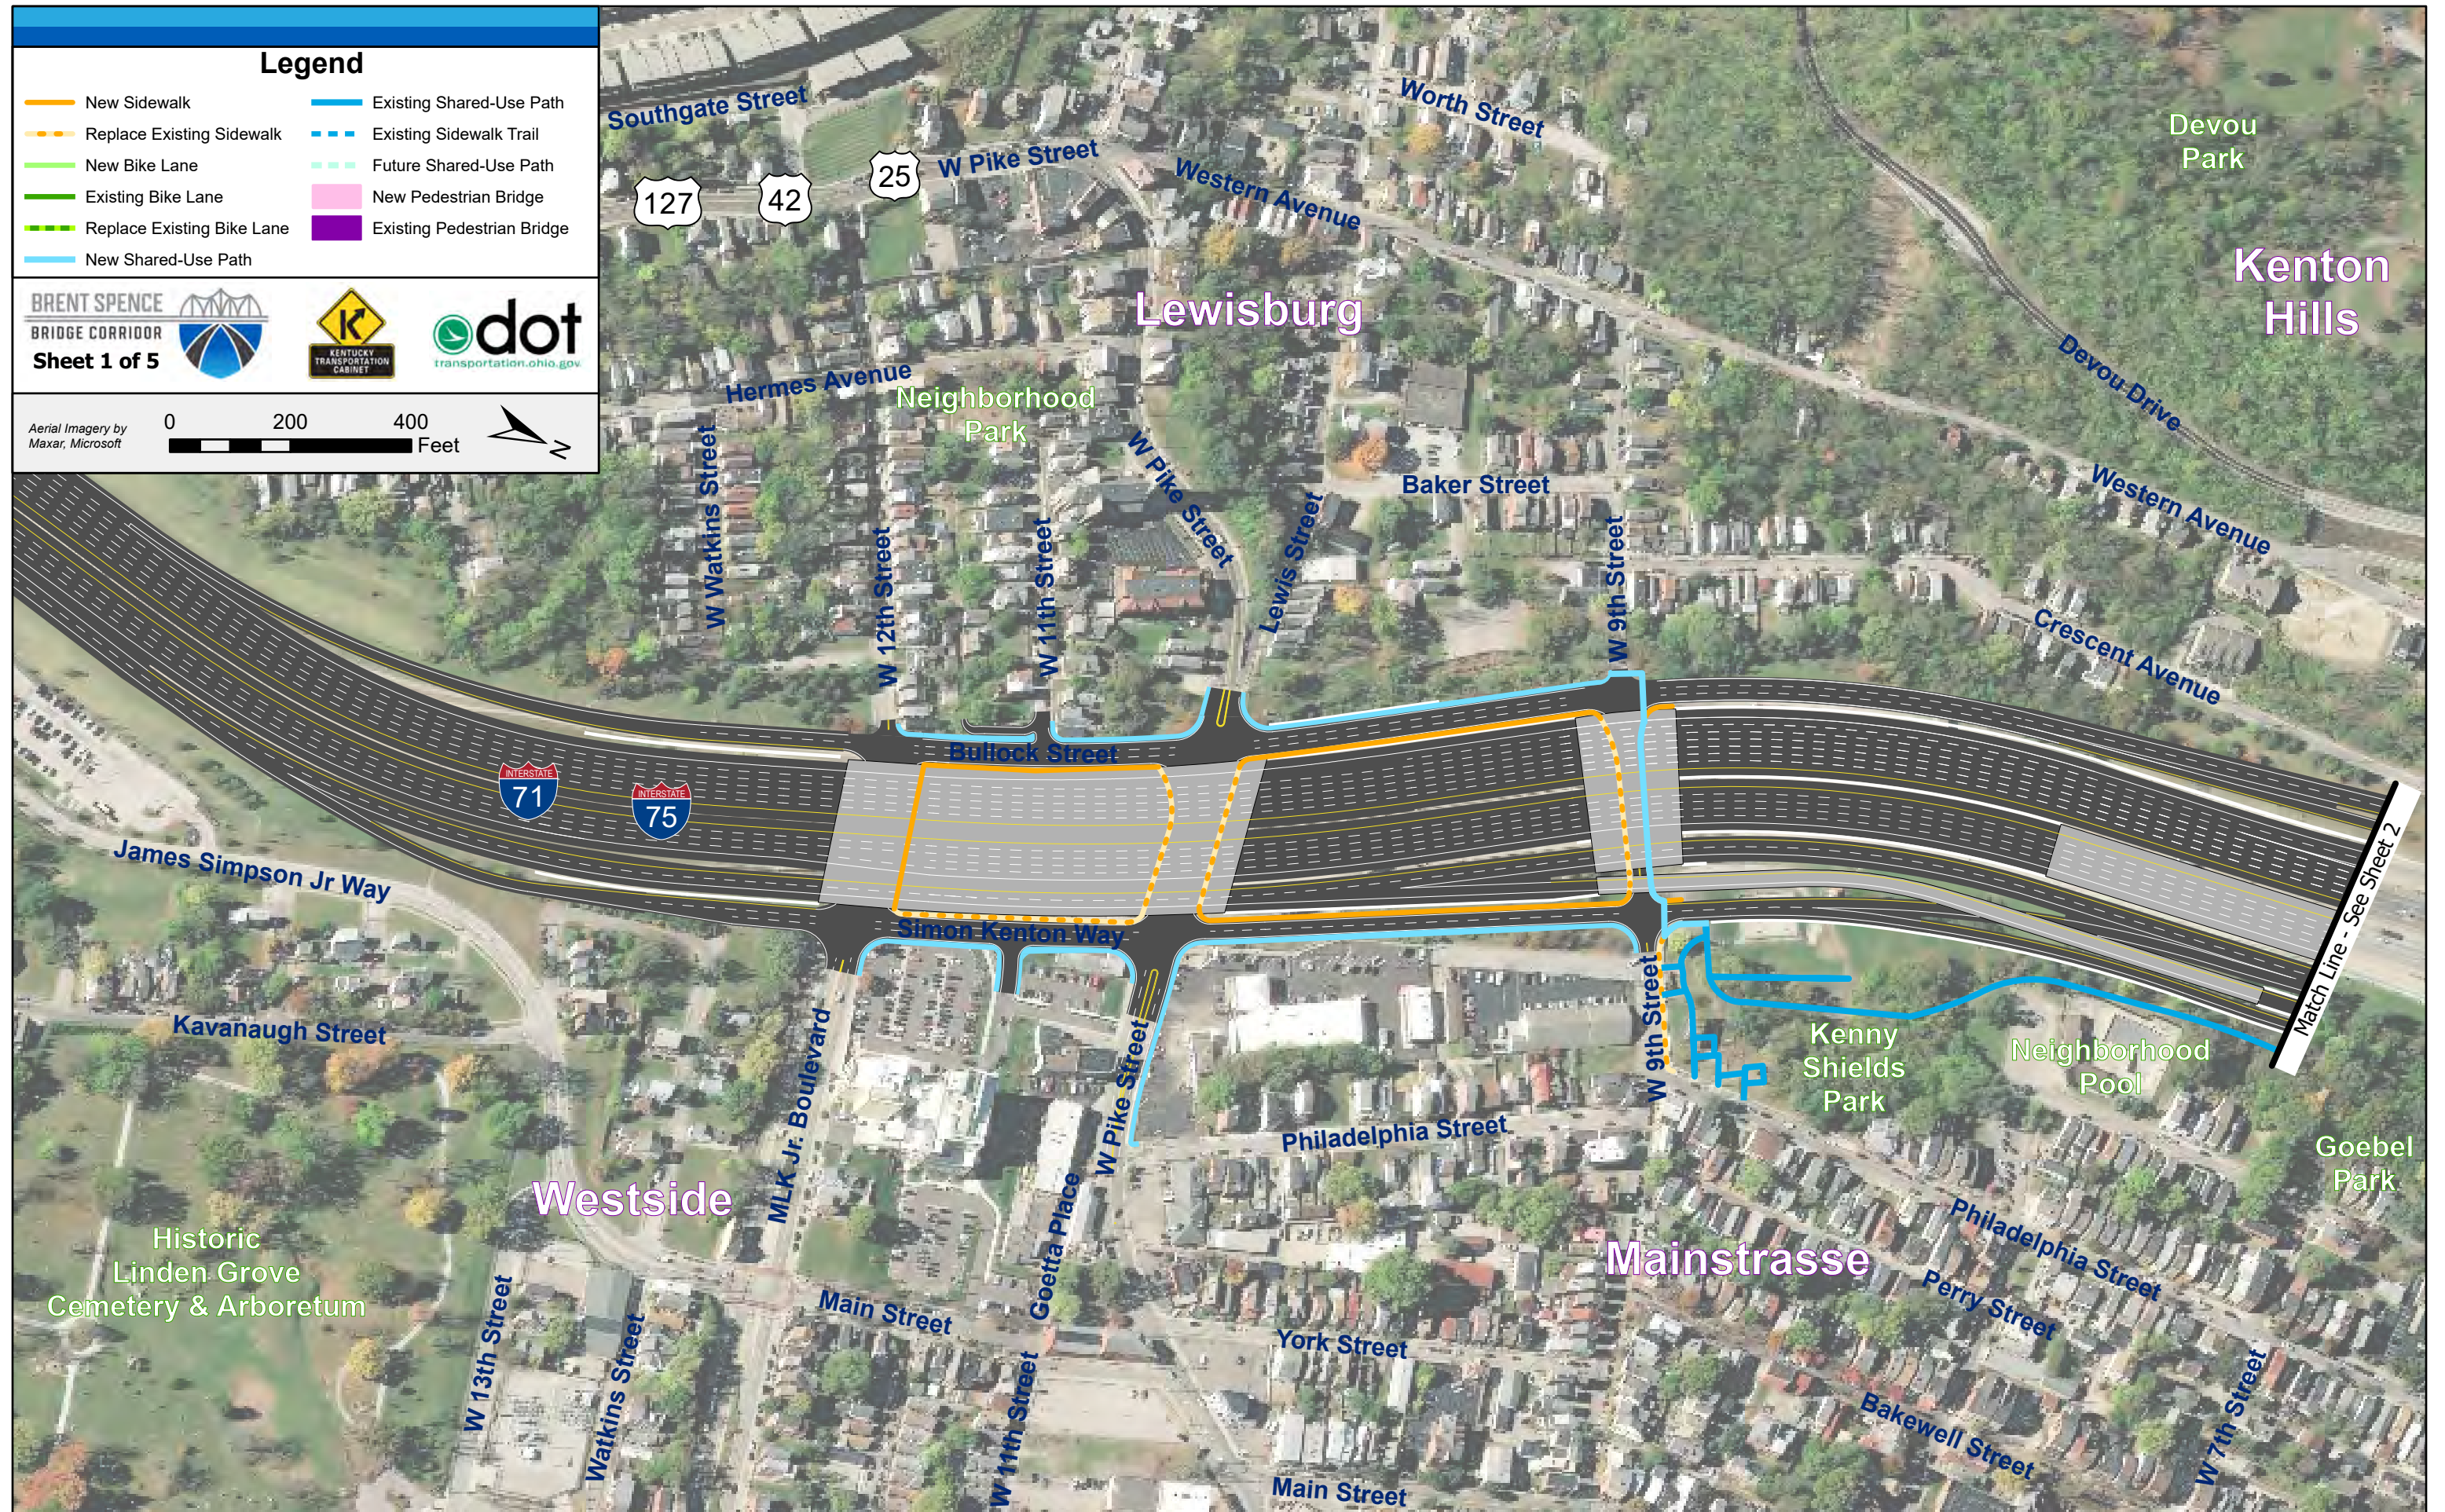 Legend
New Sidewalk
Replace Existing Sidewalk
New Bike Lane
Existing Bike Lane
Replace Existing Bike Lane
New Shared-Use Path
Existing Shared-Use Path
Existing Sidewalk Trail
Future Shared-Use Path
New Pedestrian Bridge
Existing Pedestrian Bridge
BRENT SPENCE
BRIDGE CORRIDOR
Sheet 1 of 5
K
KENTUCKY
TRANSPORTATION
CABINET
dot
transportation.ohio.gov
Aerial Imagery by
Maxar, Microsoft
0 200 400
Feet
N
Southgate Street
127
42
25
W Pike Street
Western Avenue
Worth Street
Devou
Park
Kenton
Hills
Lewisburg
Devou Drive
Hermes Avenue
Neighborhood
Park
W Pike Street
Baker Street
Western Avenue
W Watkins Street
W 12th Street
W 11th Street
Lewis Street
W 9th Street
Crescent Avenue
Bullock Street
INTERSTATE
71
INTERSTATE
75
Match Line - See Sheet 2
James Simpson Jr Way
Simon Kenton Way
Kavanaugh Street
MLK Jr. Boulevard
W Pike Street
W 9th Street
Kenny
Shields
Park
Neighborhood
Pool
Philadelphia Street
Goebel
Park
Westside
Goetta Place
Historic
Linden Grove
Cemetery & Arboretum
Mainstrasse
Philadelphia Street
Perry Street
Main Street
York Street
W 13th Street
Watkins Street
W 11th Street
Bakewell Street
W 7th Street
Main Street